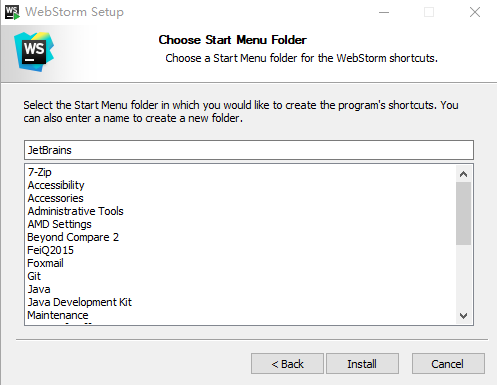 WebStorm Setup
WS
Choose Start Menu Folder
Choose a Start Menu folder for the WebStorm shortcuts.
Select the Start Menu folder in which you would like to create the program's shortcuts. You
can also enter a name to create a new folder.
JetBrains
7-Zip
Accessibility
Accessories
Administrative Tools
AMD Settings
Beyond Compare 2
FeiQ2015
Foxmail
Git
Java
Java Development Kit
Maintenance
< Back
Install
Cancel